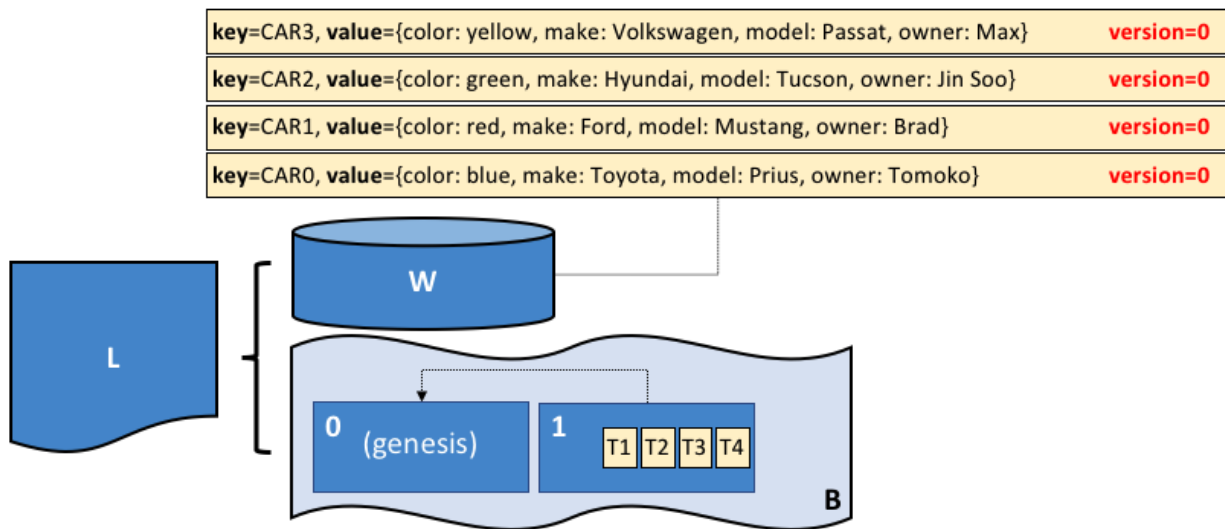 key=CAR3, value={color: yellow, make: Volkswagen, model: Passat, owner: Max} version=0
key=CAR2, value={color: green, make: Hyundai, model: Tucson, owner: Jin Soo} version=0
key=CAR1, value={color: red, make: Ford, model: Mustang, owner: Brad} version=0
key=CAR0, value={color: blue, make: Toyota, model: Prius, owner: Tomoko} version=0
W
L
0
(genesis)
1
T1 T2 T3 T4
B